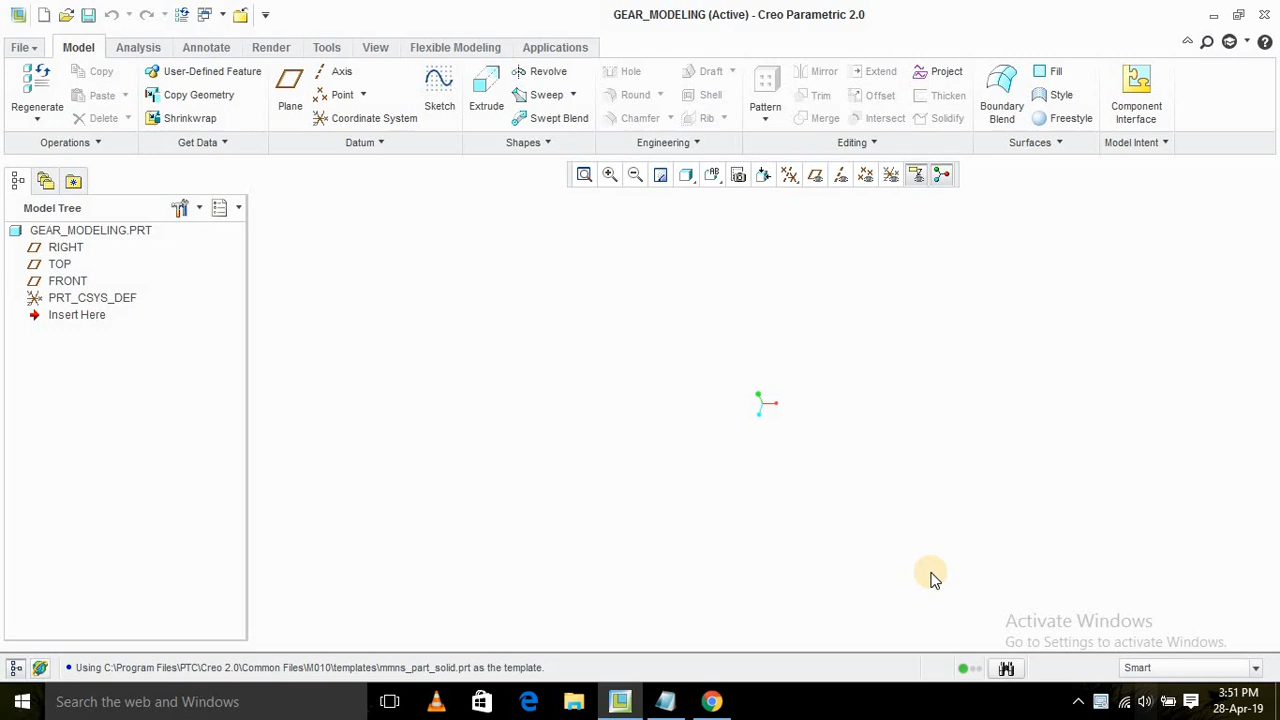 GEAR_MODELING (Active) - Creo Parametric 2.0
File Model Analysis Annotate Render Tools View Flexible Modeling Applications
Regenerate Copy Paste Delete
User-Defined Feature Copy Geometry Shrinkwrap
Plane Axis Point Coordinate System Sketch
Extrude Revolve Sweep Swept Blend
Hole Round Chamfer Draft Shell Rib
Pattern Mirror Trim Merge Extend Offset Intersect Project Thicken Solidify
Boundary Blend Fill Style Freestyle
Component Interface
Operations Get Data Datum Shapes Engineering Editing Surfaces Model Intent
Model Tree
GEAR_MODELING.PRT
RIGHT
TOP
FRONT
PRT_CSYS_DEF
Insert Here
Activate Windows
Go to Settings to activate Windows.
Using C:\Program Files\PTC\Creo 2.0\Common Files\M010\templates\mmns_part_solid.prt as the template.
Smart
Search the web and Windows
3:51 PM
28-Apr-19